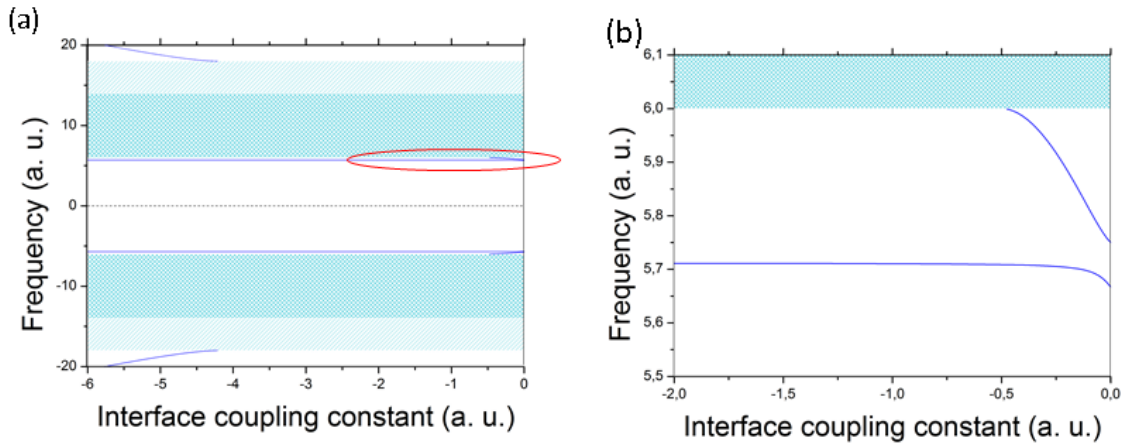 (a)
20
10
0
-10
-20
Frequency (a. u.)
-6 -5 -4 -3 -2 -1 0
Interface coupling constant (a. u.)
(b)
6,1
6,0
5,9
5,8
5,7
5,6
5,5
Frequency (a. u.)
-2,0 -1,5 -1,0 -0,5 0,0
Interface coupling constant (a. u.)